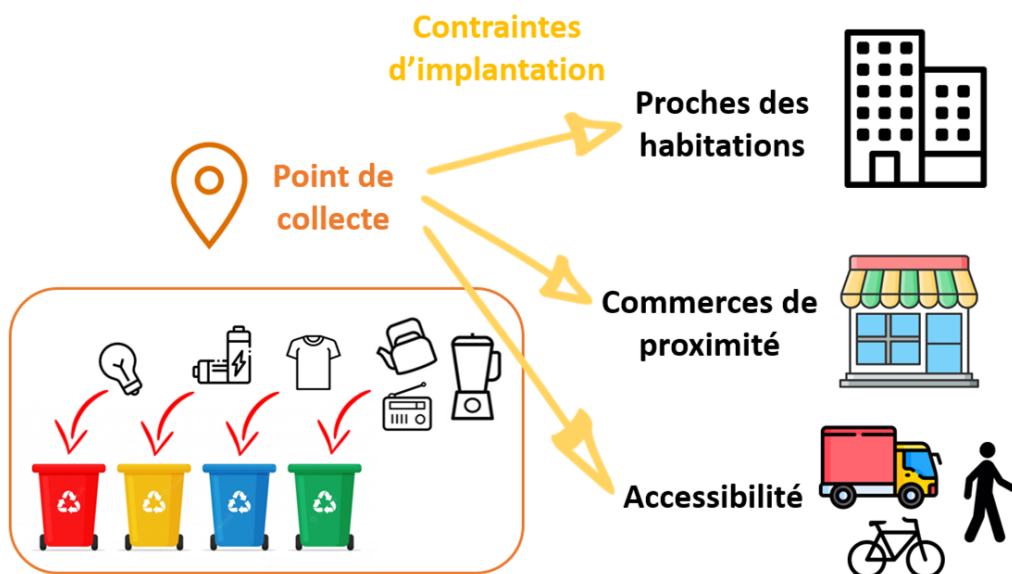 Contraintes
d’implantation
Proches des
habitations
Point de
collecte
Commerces de
proximité
Accessibilité